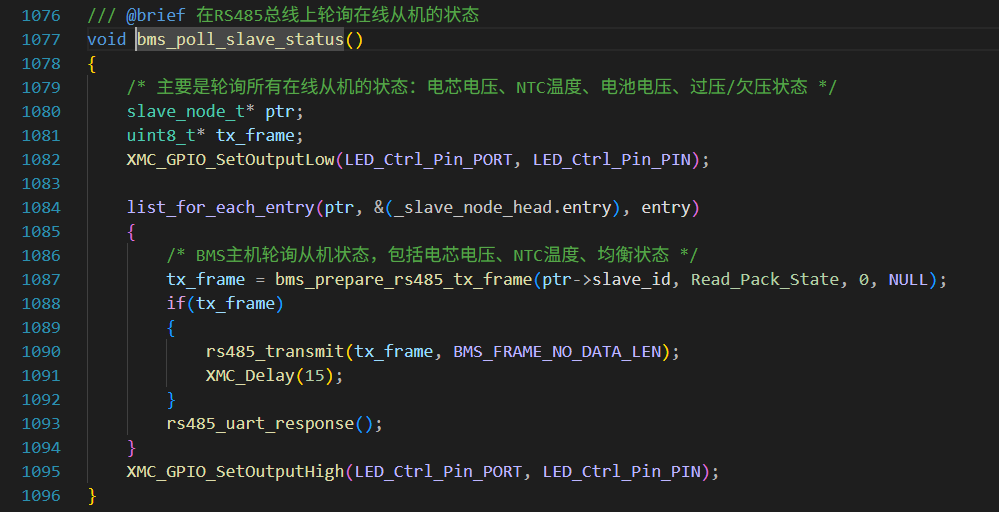 1076 /// @brief 在RS485总线上轮询在线从机的状态
1077 void bms_poll_slave_status()
1078 {
1079     /* 主要是轮询所有在线从机的状态：电芯电压、NTC温度、电池电压、过压/欠压状态 */
1080     slave_node_t* ptr;
1081     uint8_t* tx_frame;
1082     XMC_GPIO_SetOutputLow(LED_Ctrl_Pin_PORT, LED_Ctrl_Pin_PIN);
1083
1084     list_for_each_entry(ptr, &(_slave_node_head.entry), entry)
1085     {
1086         /* BMS主机轮询从机状态，包括电芯电压、NTC温度、均衡状态 */
1087         tx_frame = bms_prepare_rs485_tx_frame(ptr->slave_id, Read_Pack_State, 0, NULL);
1088         if(tx_frame)
1089         {
1090             rs485_transmit(tx_frame, BMS_FRAME_NO_DATA_LEN);
1091             XMC_Delay(15);
1092         }
1093         rs485_uart_response();
1094     }
1095     XMC_GPIO_SetOutputHigh(LED_Ctrl_Pin_PORT, LED_Ctrl_Pin_PIN);
1096 }